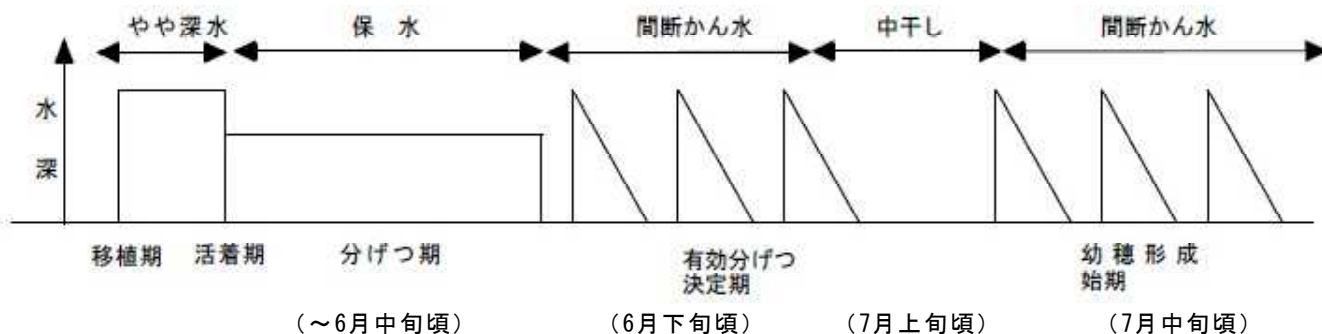 やや深水
保 水
間断かん水
中干し
間断かん水
水
深
移植期
活着期
分げつ期
有効分げつ
決定期
幼 穂 形 成
始期
（～6月中旬頃）
（6月下旬頃）
（7月上旬頃）
（7月中旬頃）